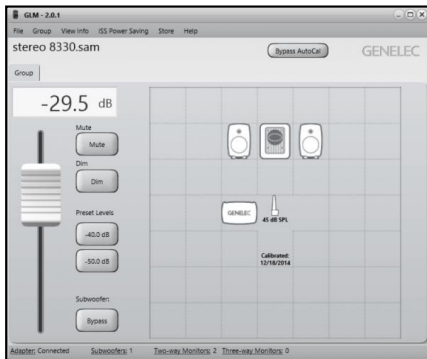 GLM - 2.0.1
File Group View Info ISS Power Saving Store Help
stereo 8330.sam
Bypass AutoCal
GENELEC
Group
-29.5 dB
Mute
Mute
Dim
Dim
Preset Levels
-40.0 dB
-50.0 dB
Subwoofer:
Bypass
GENELEC
45 dB SPL
Calibrated:
12/18/2014
Adapter: Connected Subwoofers: 1 Two-way Monitors: 2 Three-way Monitors: 0